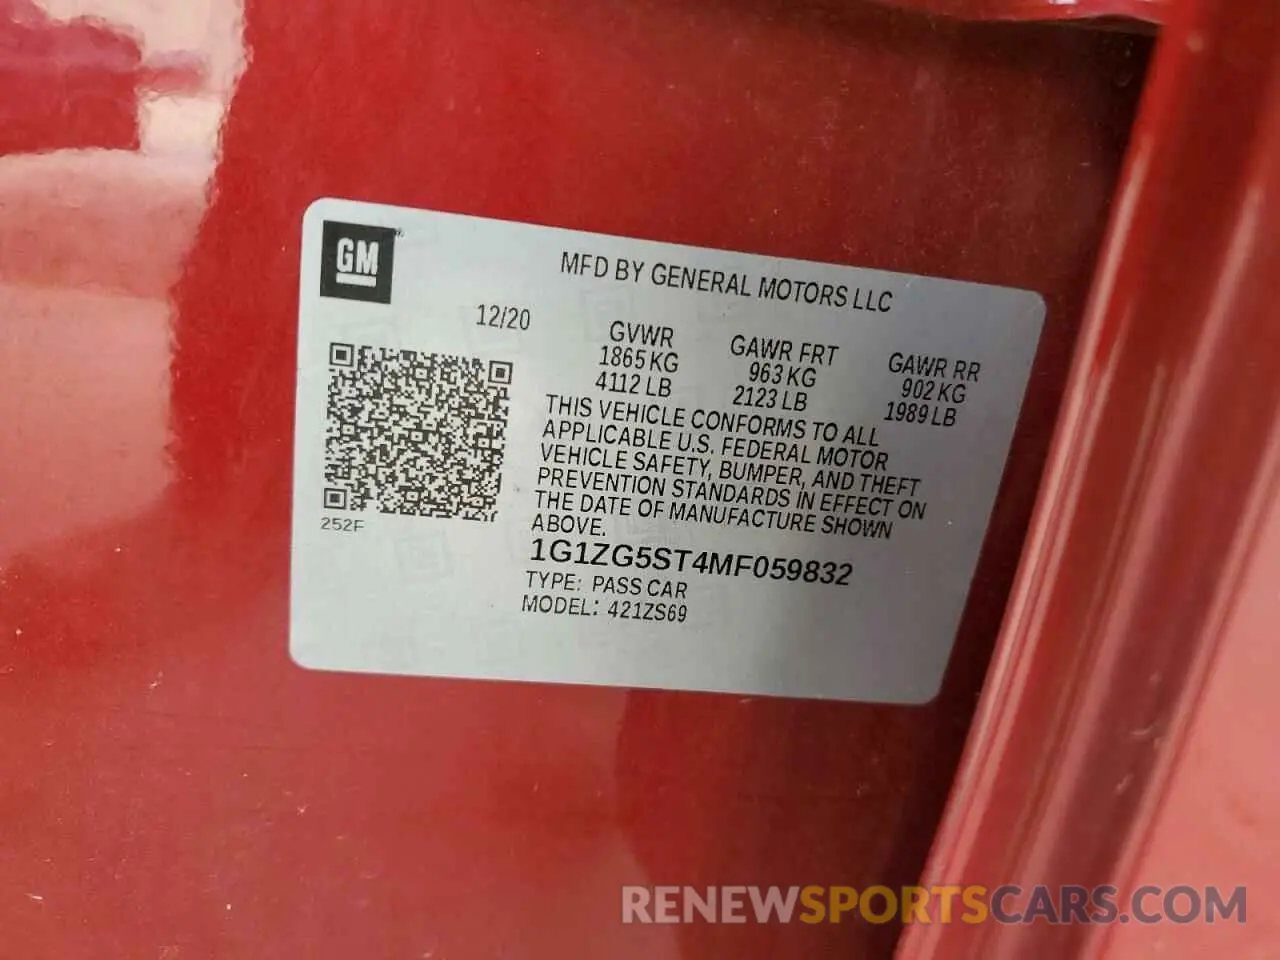 GM
MFD BY GENERAL MOTORS LLC
12/20
GVWR
1865 KG
4112 LB
GAWR FRT
963 KG
2123 LB
GAWR RR
902 KG
1989 LB
THIS VEHICLE CONFORMS TO ALL
APPLICABLE U.S. FEDERAL MOTOR
VEHICLE SAFETY, BUMPER, AND THEFT
PREVENTION STANDARDS IN EFFECT ON
THE DATE OF MANUFACTURE SHOWN
ABOVE.
252F
1G1ZG5ST4MF059832
TYPE: PASS CAR
MODEL: 421ZS69
RENEWSPORTSCARS.COM